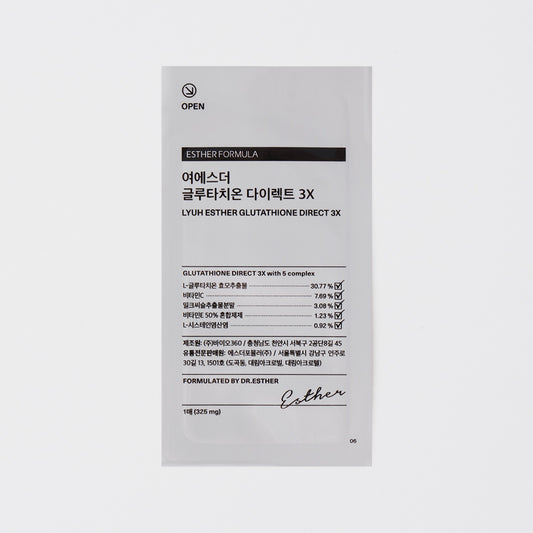 OPEN
ESTHER FORMULA
여에스더
글루타치온 다이렉트 3X
LYUH ESTHER GLUTATHIONE DIRECT 3X
GLUTATHIONE DIRECT 3X with 5 complex
L-글루타치온 효모추출물 30.77 %
비타민C 7.69 %
밀크씨슬추출물분말 3.08 %
비타민E 50% 혼합제제 1.23 %
L-시스테인염산염 0.92 %
제조원: (주)바이오360 / 충청남도 천안시 서북구 2공단8길 45
유통전문판매원: 에스더포뮬러(주) / 서울특별시 강남구 언주로
30길 13, 1501호 (도곡동, 대림아크로빌, 대림아크로텔)
FORMULATED BY DR.ESTHER
Esther
1매 (325 mg)
06